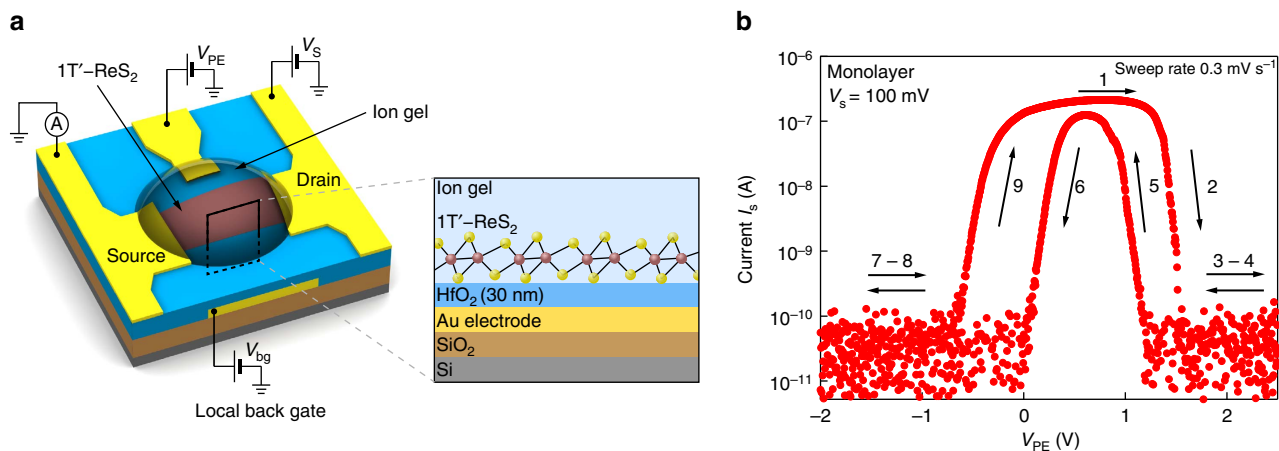 a
1T′–ReS2
VPE
VS
Ion gel
A
Drain
Source
Vbg
Local back gate
Ion gel
1T′–ReS2
HfO2 (30 nm)
Au electrode
SiO2
Si
b
Monolayer
Vs = 100 mV
Sweep rate 0.3 mV s−1
1
9
6
5
2
7 – 8
3 – 4
10−6
10−7
10−8
10−9
10−10
10−11
Current Is (A)
–2
–1
0
1
2
VPE (V)